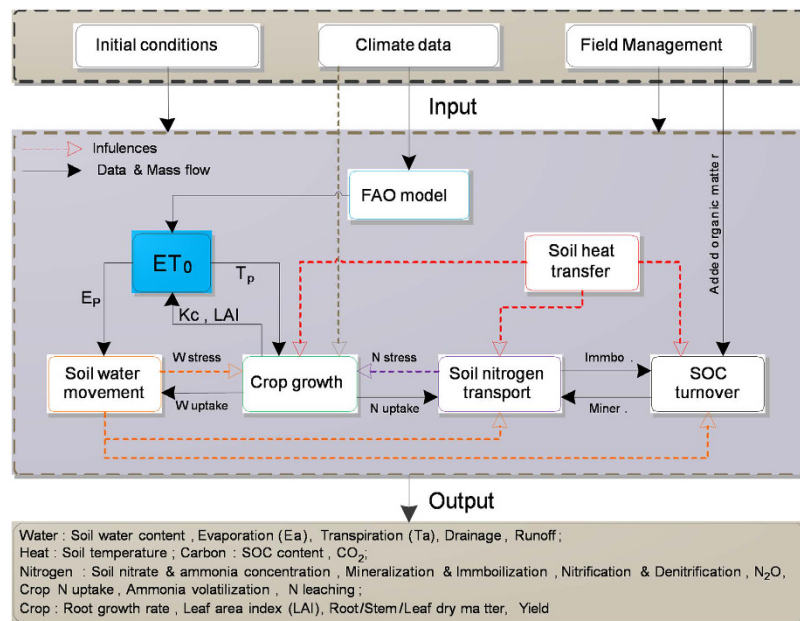 Initial conditions
Climate data
Field Management
Input
Infulences
Data & Mass flow
Added organic matter
FAO model
ET0
Soil heat
transfer
Ep
Tp
Kc , LAI
Soil water
movement
W stress
W uptake
Crop growth
N stress
N uptake
Soil nitrogen
transport
Immbo .
Miner .
SOC
turnover
Output
Water : Soil water content , Evaporation (Ea), Transpiration (Ta), Drainage , Runoff ;
Heat : Soil temperature ; Carbon : SOC content , CO2;
Nitrogen : Soil nitrate & ammonia concentration , Mineralization & Immboilization , Nitrification & Denitrification , N2O,
Crop N uptake , Ammonia volatilization , N leaching ;
Crop : Root growth rate , Leaf area index (LAI), Root/Stem/Leaf dry ma tter, Yield